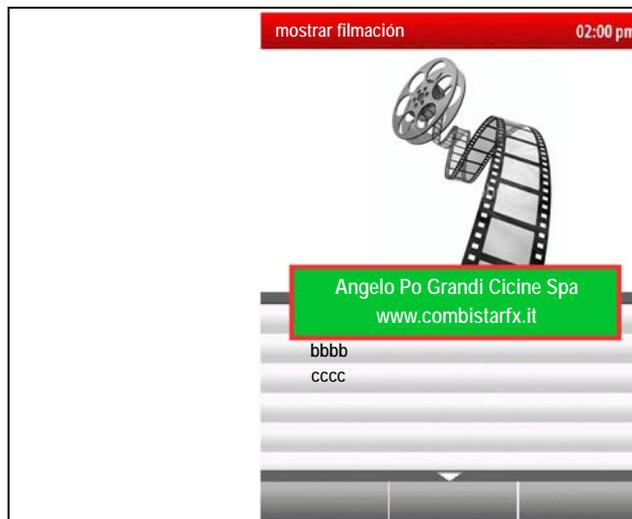 mostrar filmación
02:00 pm
Angelo Po Grandi Cicine Spa
www.combistarfx.it
bbbb
cccc